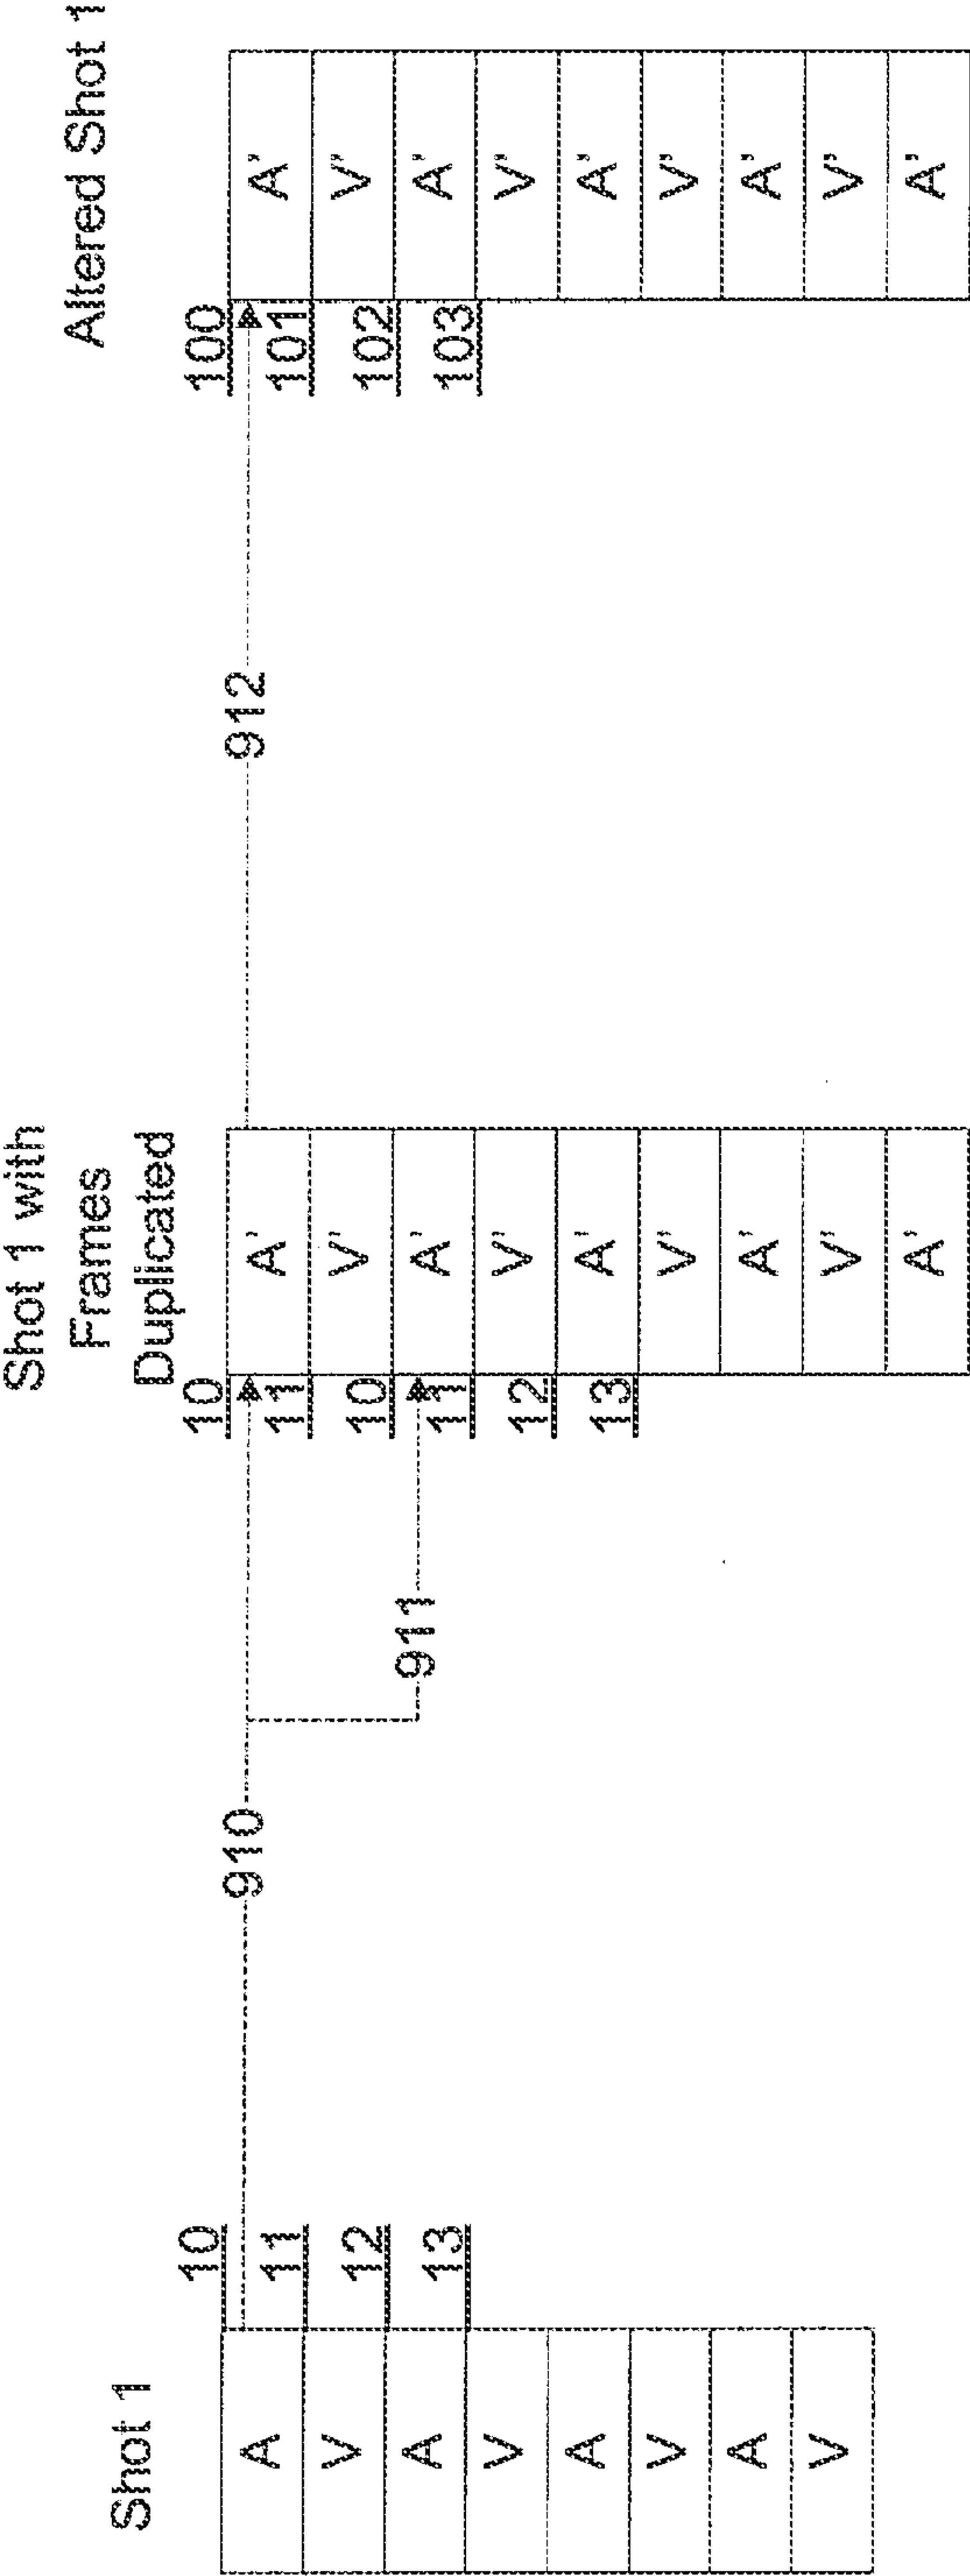 Shot 1
10
11
12
13
A
V
A
V
A
V
A
V
910
911
Shot 1 with
Frames
Duplicated
10
11
10
11
12
13
A'
V'
A'
V'
A'
V'
A'
V'
A'
912
Altered Shot 1
100
101
102
103
A'
V'
A'
V'
A'
V'
A'
V'
A'